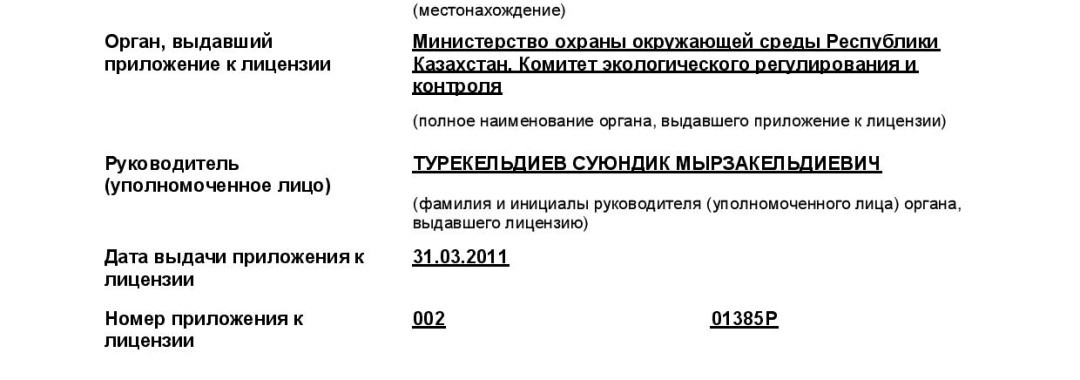 (местонахождение)
Орган, выдавший
приложение к лицензии
Министерство охраны окружающей среды Республики
Казахстан. Комитет экологического регулирования и
контроля
(полное наименование органа, выдавшего приложение к лицензии)
Руководитель
(уполномоченное лицо)
ТУРЕКЕЛЬДИЕВ СУЮНДИК МЫРЗАКЕЛЬДИЕВИЧ
(фамилия и инициалы руководителя (уполномоченного лица) органа,
выдавшего лицензию)
Дата выдачи приложения к
лицензии
31.03.2011
Номер приложения к
лицензии
002 01385Р